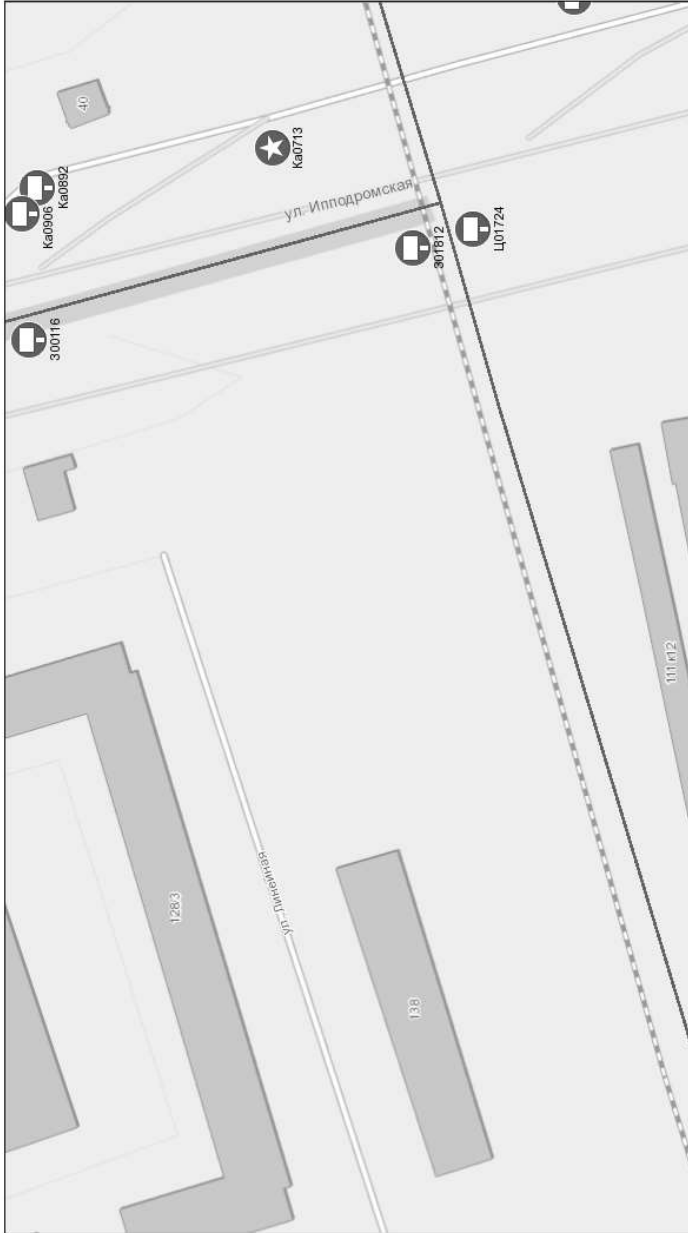 40
Ка0892
Ка0906
Ка0713
ул. Ипподромская
301812
Ц01724
300116
111 к12
128/3
ул. Линейная
138